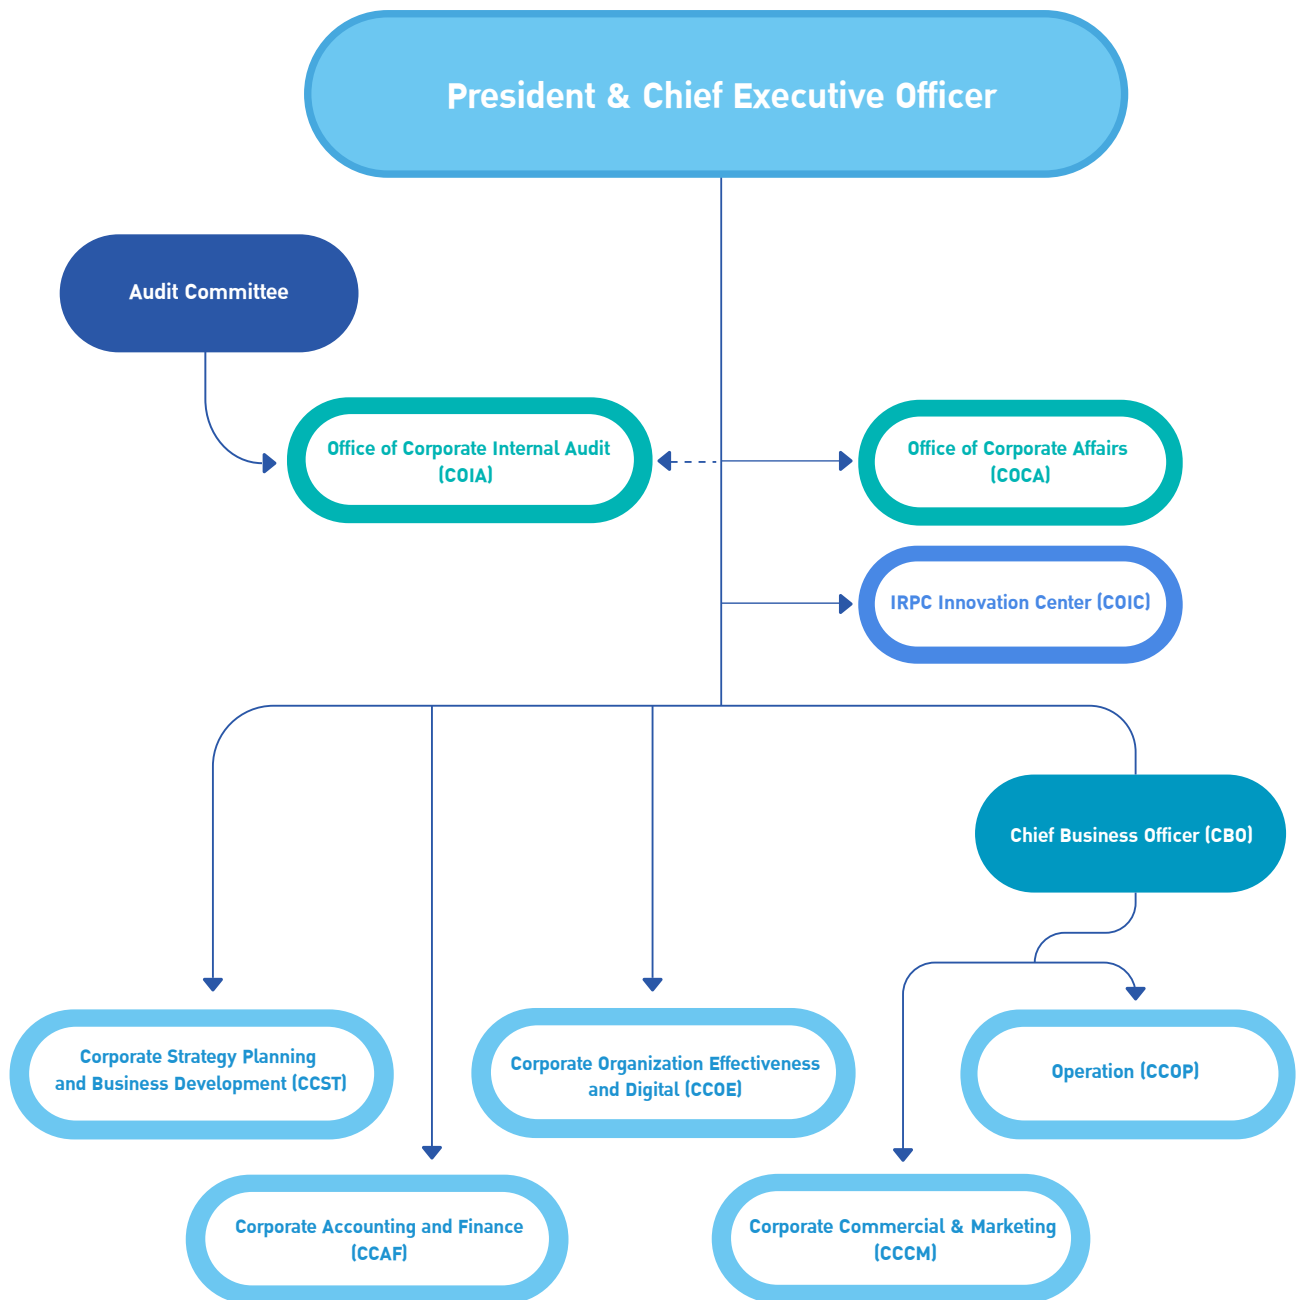 President & Chief Executive Officer
Audit Committee
Office of Corporate Internal Audit
(COIA)
Office of Corporate Affairs
(COCA)
IRPC Innovation Center (COIC)
Chief Business Officer (CBO)
Corporate Strategy Planning
and Business Development (CCST)
Corporate Organization Effectiveness
and Digital (CCOE)
Operation (CCOP)
Corporate Accounting and Finance
(CCAF)
Corporate Commercial & Marketing
(CCCM)